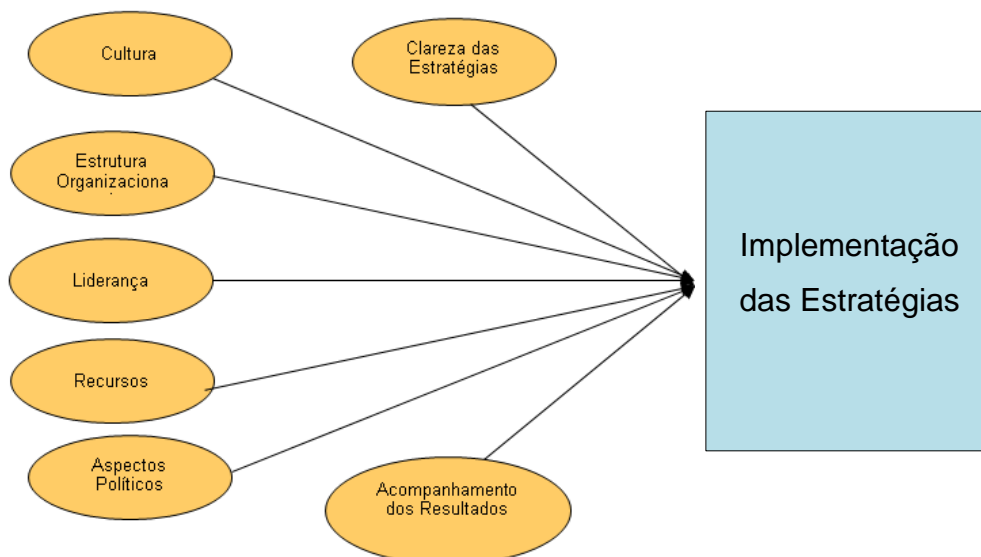 Cultura
Clareza das
Estratégias
Estrutura
Organizaciona
Liderança
Recursos
Aspectos
Políticos
Acompanhamento
dos Resultados
Implementação
das Estratégias